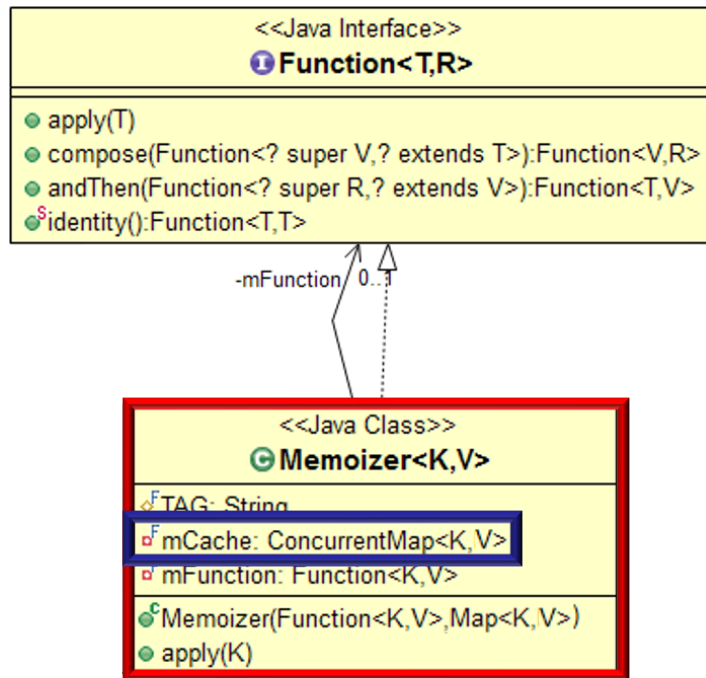 <<Java Interface>>
I Function<T,R>
apply(T)
compose(Function<? super V,? extends T>):Function<V,R>
andThen(Function<? super R,? extends V>):Function<T,V>
S identity():Function<T,T>
-mFunction 0..1
<<Java Class>>
C Memoizer<K,V>
F TAG: String
F mCache: ConcurrentMap<K,V>
F mFunction: Function<K,V>
C Memoizer(Function<K,V>,Map<K,V>)
apply(K)